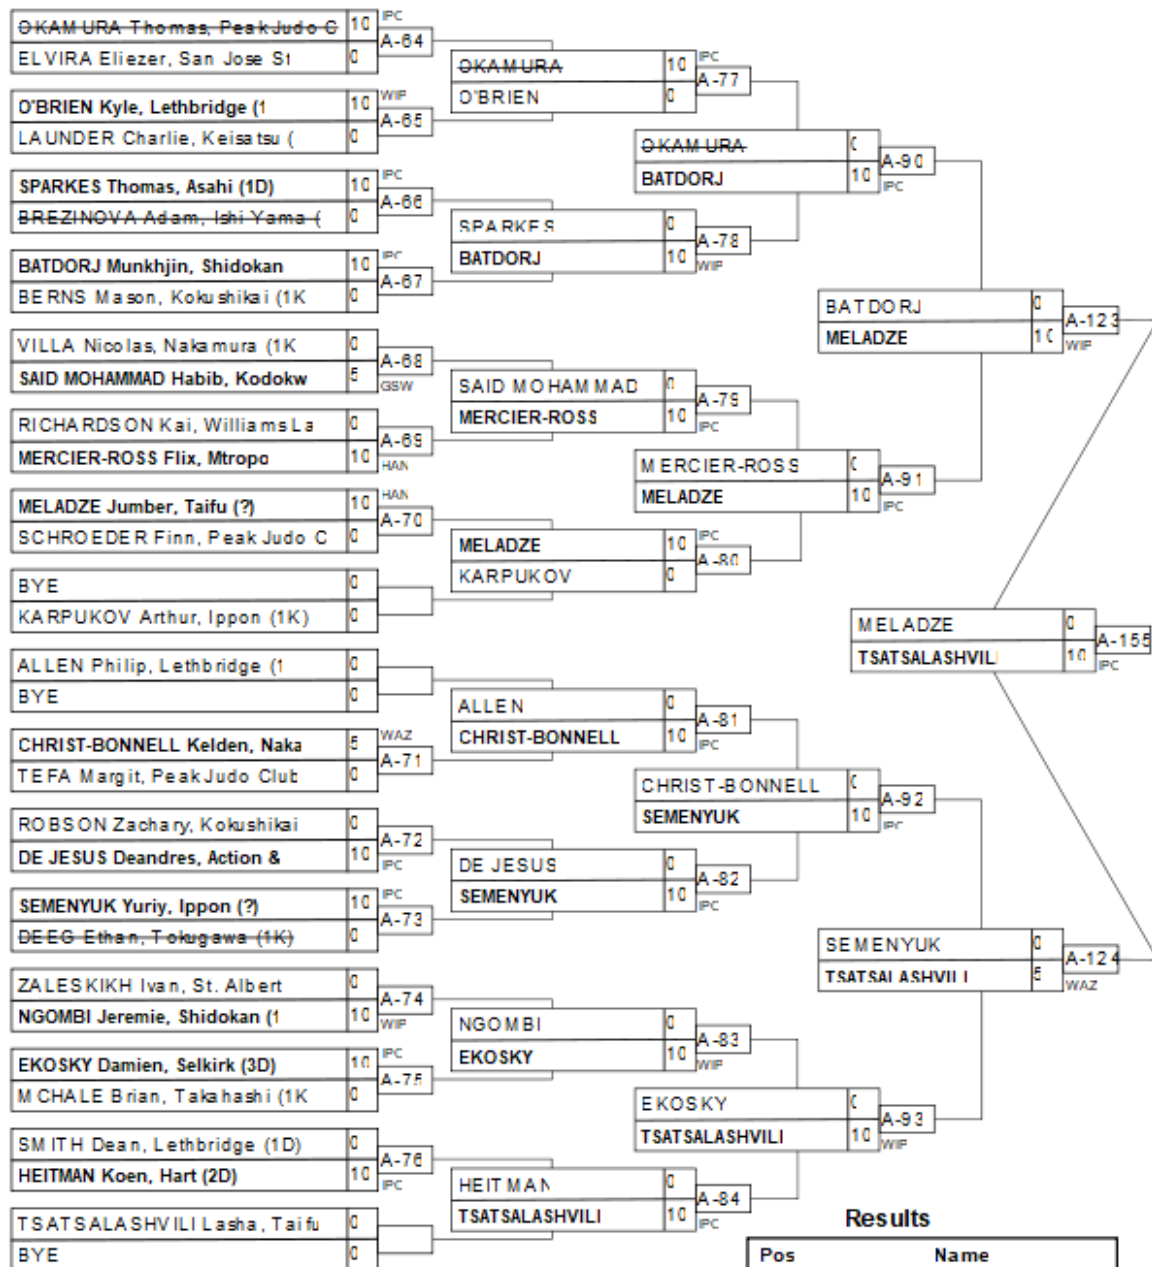 OKAMURA Thomas, Peak Judo C 10 IPC
A-64
ELVIRA Eliezer, San Jose St 0
O'BRIEN Kyle, Lethbridge (1 10 WIP
A-65
LAUNDER Charlie, Keisatsu ( 0
SPARKES Thomas, Asahi (1D) 10 IPC
A-66
BREZINOVA Adam, Ishi Yama ( 0
BATDORJ Munkhjin, Shidokan 10 IPC
A-67
BERNS Mason, Kokushikai (1K 0
VILLA Nicolas, Nakamura (1K 0
A-68
SAID MOHAMMAD Habib, Kodokw 5 GSW
RICHARDSON Kai, Williams La 0
A-69
MERCIER-ROSS Flix, Mtropo 10 HAN
MELADZE Jumber, Taifu (?) 10 HAN
A-70
SCHROEDER Finn, Peak Judo C 0
BYE 0
KARPUKOV Arthur, Ippon (1K) 0
ALLEN Philip, Lethbridge (1 0
BYE 0
CHRIST-BONNELL Kelden, Naka 5 WAZ
A-71
TEFA Margit, Peak Judo Club 0
ROBSON Zachary, Kokushikai 0
A-72
DE JESUS Deandres, Action & 10 IPC
SEMENYUK Yuriy, Ippon (?) 10 IPC
A-73
DEEG Ethan, Tokugawa (1K) 0
ZALESKIKH Ivan, St. Albert 0
A-74
NGOMBI Jeremie, Shidokan (1 10 WIP
EKOSKY Damien, Selkirk (3D) 10 IPC
A-75
MCHALE Brian, Takahashi (1K 0
SMITH Dean, Lethbridge (1D) 0
A-76
HEITMAN Koen, Hart (2D) 10 IPC
TSATSALASHVILI Lasha, Taifu 0
BYE 0
OKAMURA 10 IPC
A-77
O'BRIEN 0
SPARKES 0
A-78
BATDORJ 10 WIP
SAID MOHAMMAD 0
A-79
MERCIER-ROSS 10 IPC
MELADZE 10 IPC
A-80
KARPUKOV 0
ALLEN 0
A-81
CHRIST-BONNELL 10 IPC
DE JESUS 0
A-82
SEMENYUK 10 IPC
NGOMBI 0
A-83
EKOSKY 10 WIP
HEITMAN 0
A-84
TSATSALASHVILI 10 IPC
OKAMURA 0
A-90
BATDORJ 10 IPC
MERCIER-ROSS 0
A-91
MELADZE 10 IPC
CHRIST-BONNELL 0
A-92
SEMENYUK 10 IPC
EKOSKY 0
A-93
TSATSALASHVILI 10 WIP
BATDORJ 0
A-123
MELADZE 10 WIP
SEMENYUK 0
A-124
TSATSALASHVILI 5 WAZ
MELADZE 0
A-155
TSATSALASHVILI 10 IPC
Results
Pos Name